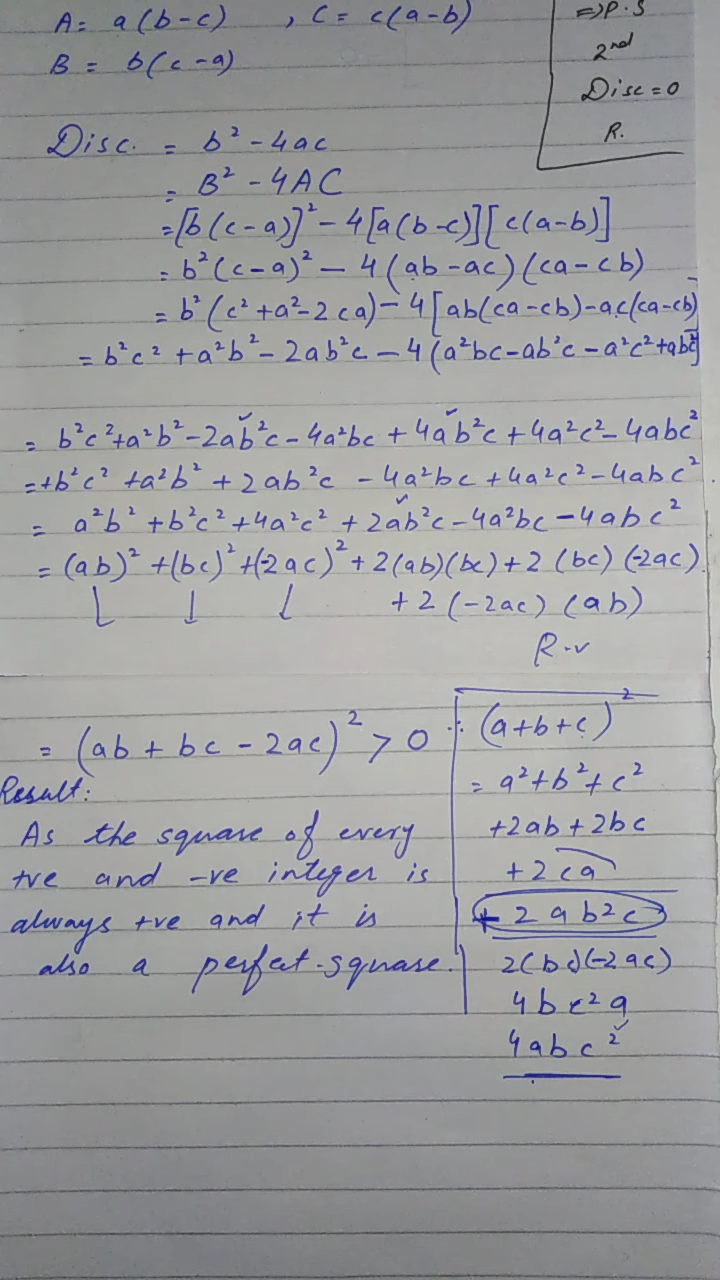 A = a(b-c) , C = c(a-b)
B = b(c-a)
=> P.S
2nd
Disc = 0
R.
Disc. = b² - 4ac
= B² - 4AC
= [b(c-a)]² - 4[a(b-c)][c(a-b)]
= b²(c-a)² - 4(ab-ac)(ca-cb)
= b²(c²+a²-2ca) - 4[ab(ca-cb)-ac(ca-cb)
= b²c² + a²b² - 2ab²c - 4(a²bc-ab²c-a²c²+abc²]
= b²c²+a²b²-2ab²c-4a²bc+4ab²c+4a²c²-4abc²
= +b²c² +a²b² + 2ab²c - 4a²bc +4a²c²-4abc²
= a²b² +b²c² +4a²c² + 2ab²c-4a²bc-4abc²
= (ab)² +(bc)² +(-2ac)² + 2(ab)(bc)+2 (bc) (-2ac)
+ 2 (-2ac) (ab)
R.v
= (ab + bc - 2ac)² > 0
Result:
As the square of every
+ve and -ve integer is
always +ve and it is
also a perfect-square.
∴ (a+b+c)²
= a²+b²+c²
+2ab+2bc
+2ca
+ 2ab²c
2(bc)(-2ac)
4bc²a
4abc²